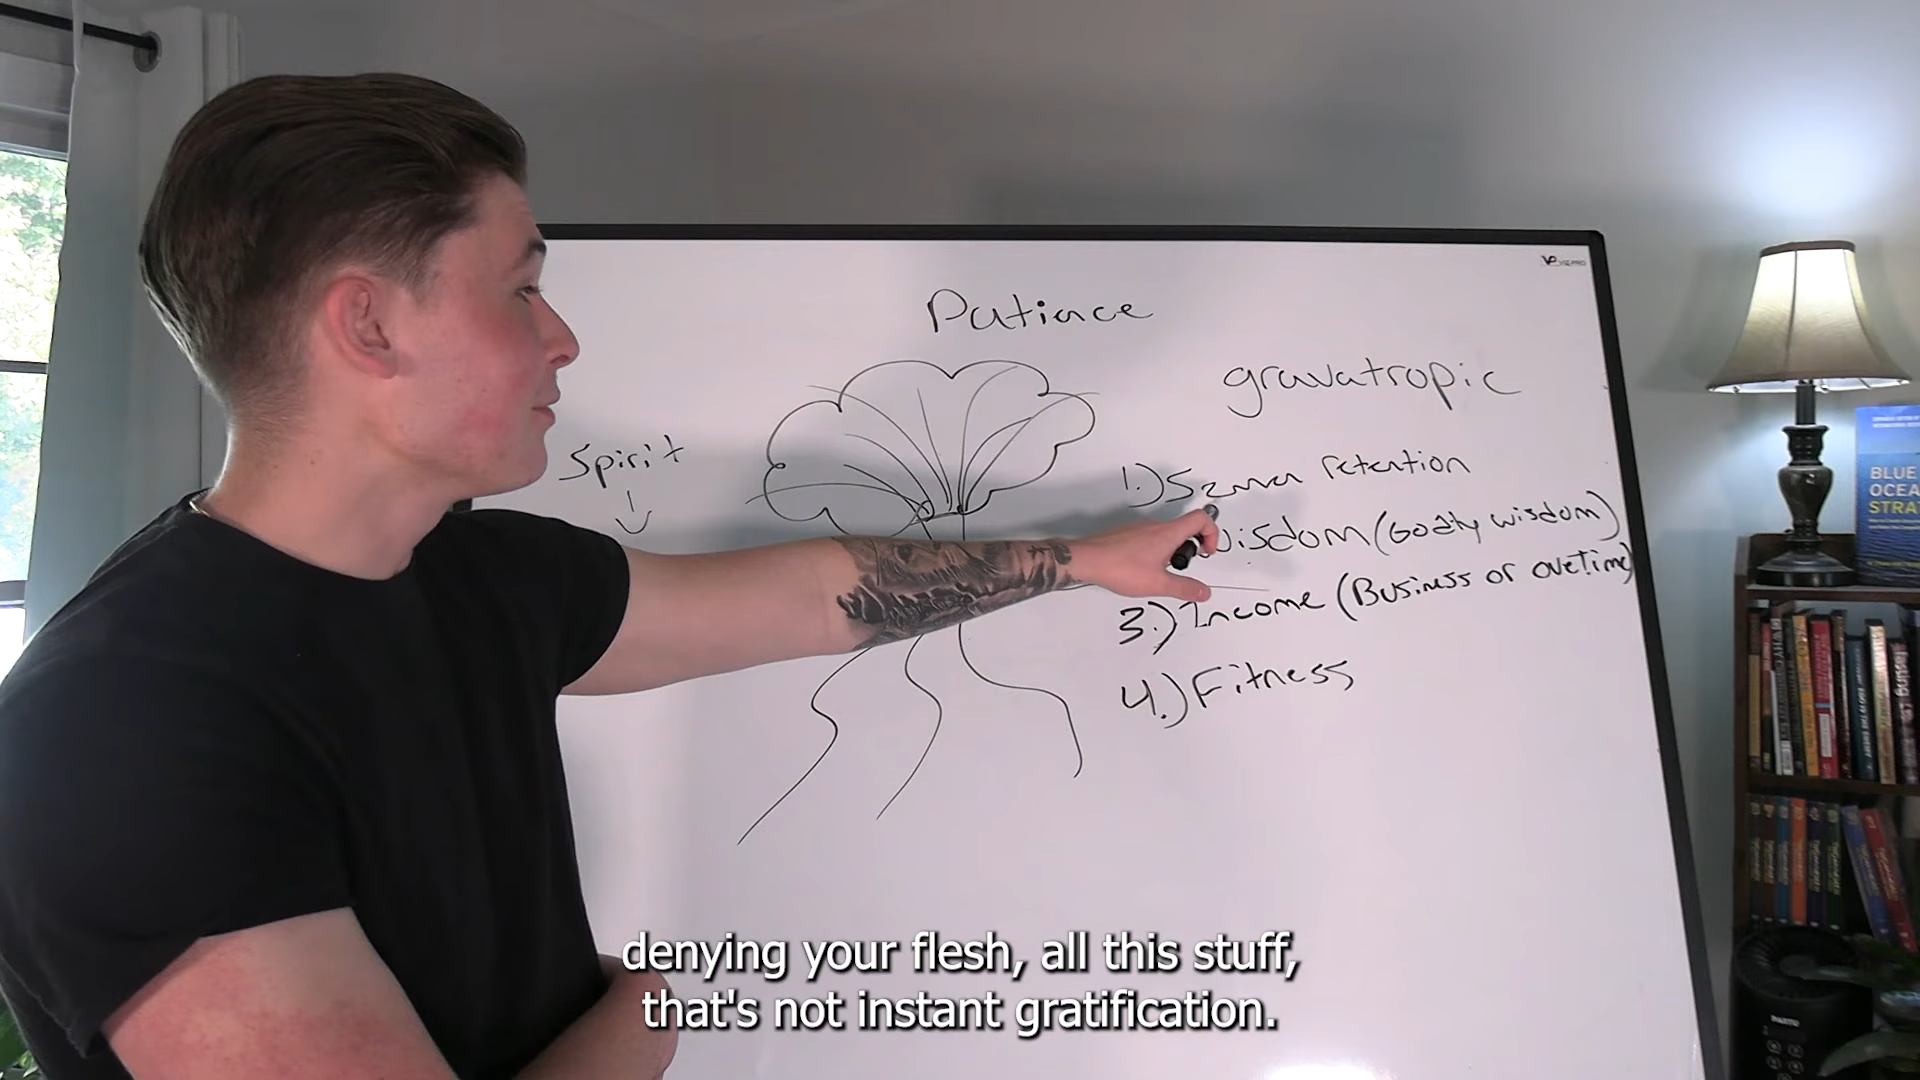 Patience
gravatropic
Spirit
1.) Semen retention
Wisdom (Godly wisdom)
3.) Income (Business or overtime)
4.) Fitness
BLUE
OCEA
STRA
denying your flesh, all this stuff,
that's not instant gratification.